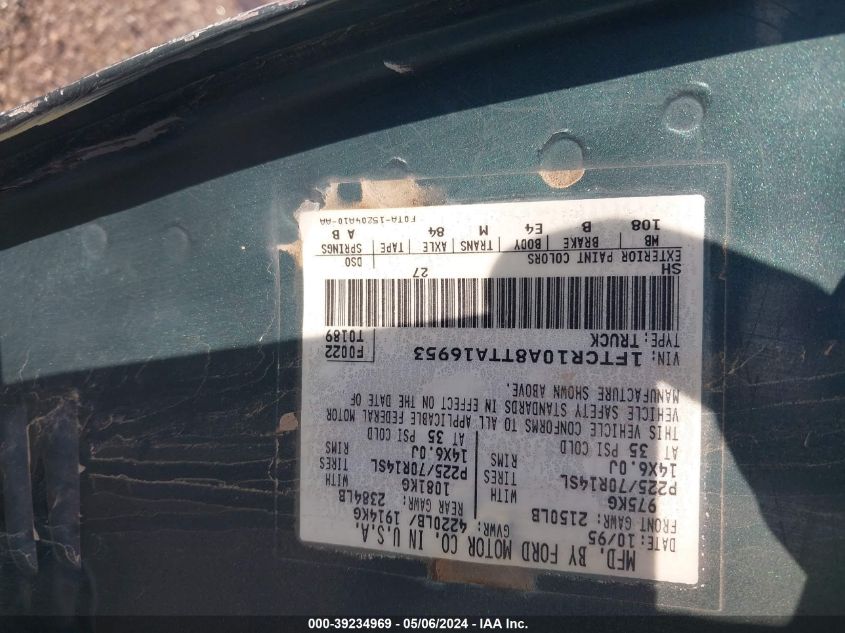 MFD. BY FORD MOTOR CO. IN U.S.A.
DATE: 10/95 GVWR: 4220LB/ 1914KG
FRONT GAWR: 2150LB REAR GAWR: 2384LB
975KG WITH 1081KG WITH
P225/70R14SL TIRES P225/70R14SL TIRES
14X6.0J RIMS 14X6.0J RIMS
AT 35 PSI COLD AT 35 PSI COLD
THIS VEHICLE CONFORMS TO ALL APPLICABLE FEDERAL MOTOR
VEHICLE SAFETY STANDARDS IN EFFECT ON THE DATE OF
MANUFACTURE SHOWN ABOVE.
VIN: 1FTCR10A8TTA16953 F0022
TYPE: TRUCK T0189
SH 27
EXTERIOR PAINT COLORS DSO
WB BRAKE BODY TRANS AXLE TAPE SPRINGS
108 B E4 M 84 A B
F0TA-15204A10-AA
000-39234969 - 05/06/2024 - IAA Inc.